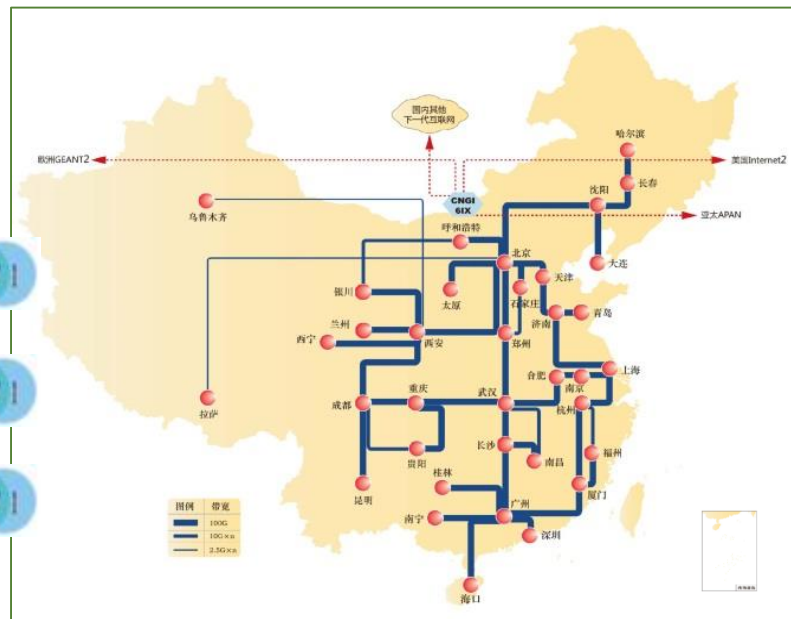 国内其他
下一代互联网
哈尔滨
欧洲GEANT2
美国Internet2
长春
沈阳
CNGI
6IX
乌鲁木齐
亚太APAN
呼和浩特
北京
大连
天津
银川
太原
石家庄
青岛
济南
兰州
西宁
西安
郑州
上海
合肥
南京
重庆
武汉
成都
杭州
拉萨
长沙
福州
贵阳
南昌
桂林
昆明
厦门
图例 带宽
广州
100G
南宁
10G×n
深圳
2.5G×n
海口